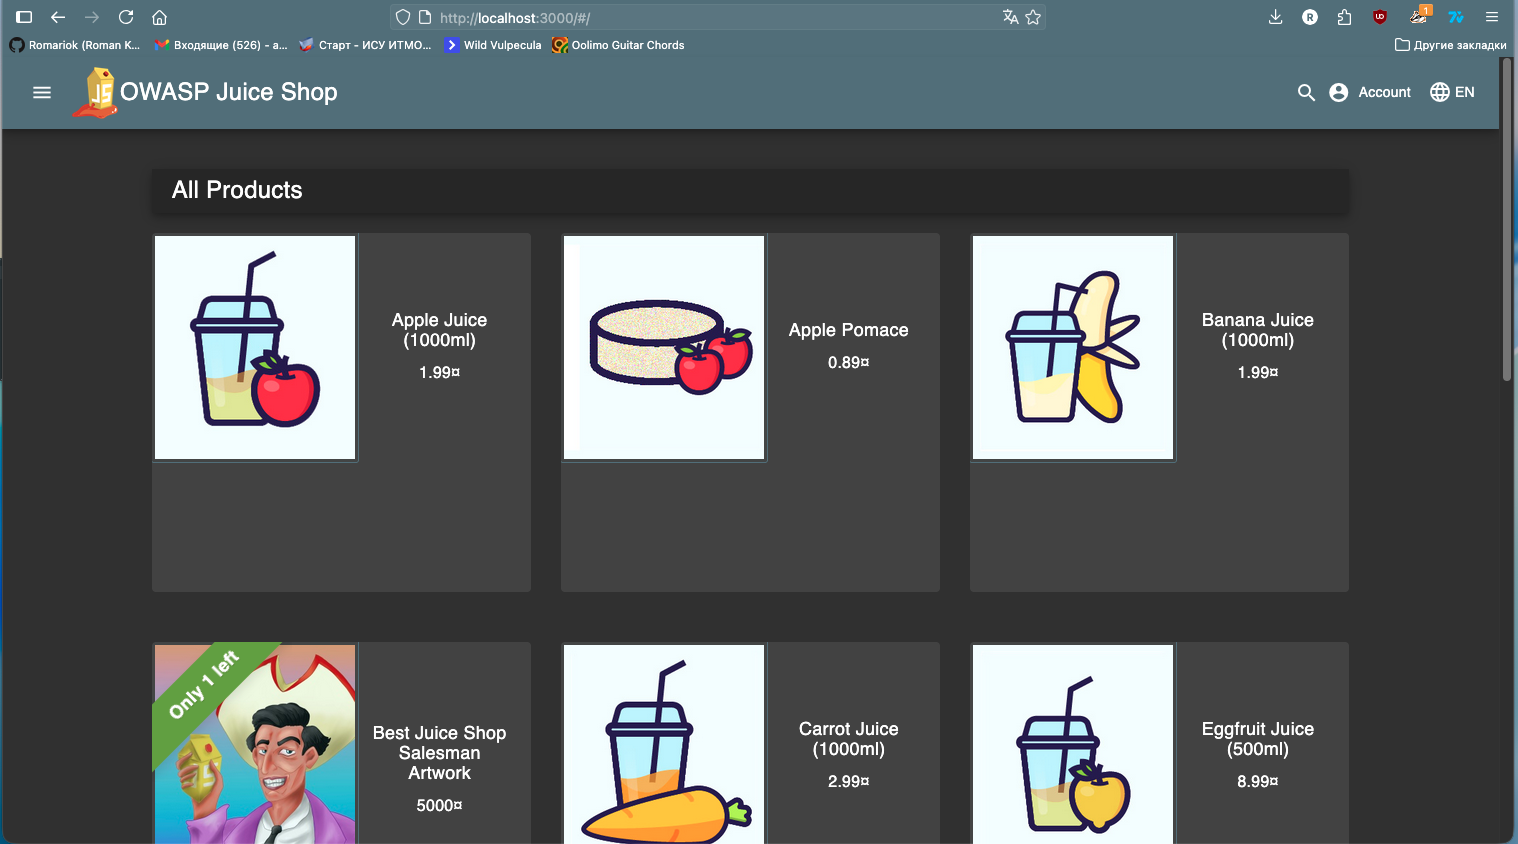 http://localhost:3000/#/
R
UD
1
Romariok (Roman K...
Входящие (526) - a...
Старт - ИСУ ИТМО...
Wild Vulpecula
Oolimo Guitar Chords
Другие закладки
JS
OWASP Juice Shop
Account
EN
All Products
Apple Juice
(1000ml)
1.99¤
Apple Pomace
0.89¤
Banana Juice
(1000ml)
1.99¤
Only 1 left
Best Juice Shop
Salesman
Artwork
5000¤
Carrot Juice
(1000ml)
2.99¤
Eggfruit Juice
(500ml)
8.99¤